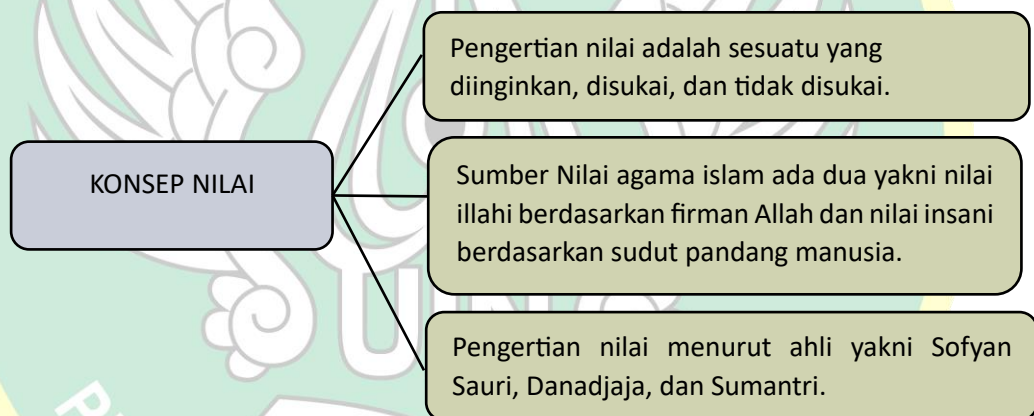 KONSEP NILAI
Pengertian nilai adalah sesuatu yang
diinginkan, disukai, dan tidak disukai.
Sumber Nilai agama islam ada dua yakni nilai
illahi berdasarkan firman Allah dan nilai insani
berdasarkan sudut pandang manusia.
Pengertian nilai menurut ahli yakni Sofyan
Sauri, Danadjaja, dan Sumantri.